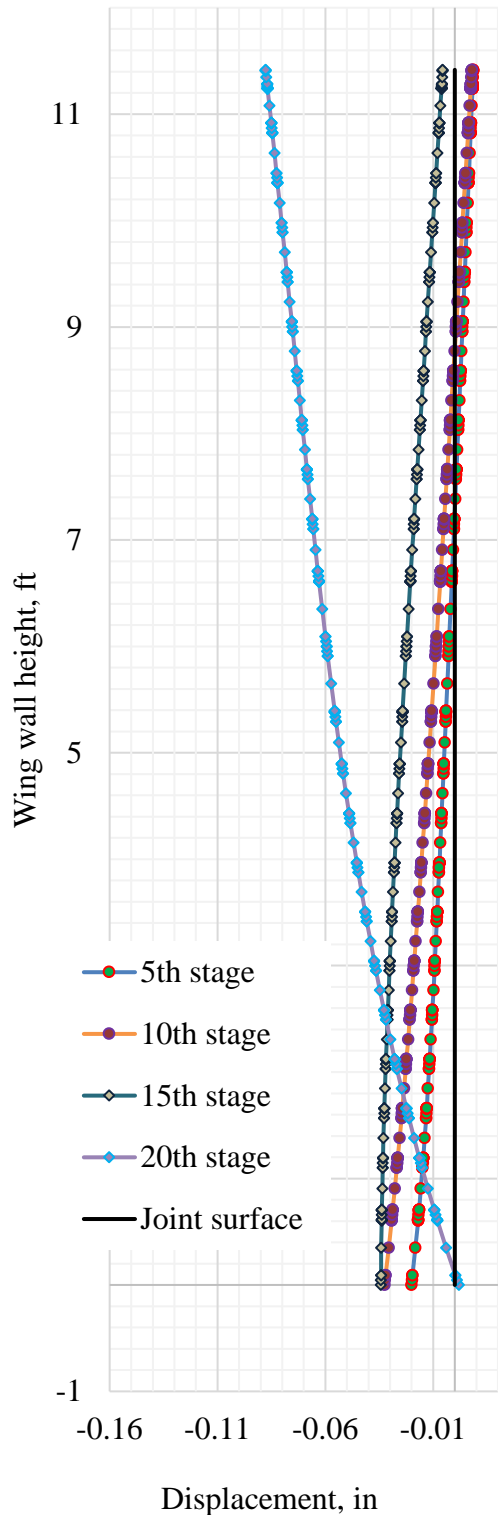 11
9
7
5
-1
Wing wall height, ft
5th stage
10th stage
15th stage
20th stage
Joint surface
-0.16
-0.11
-0.06
-0.01
Displacement, in